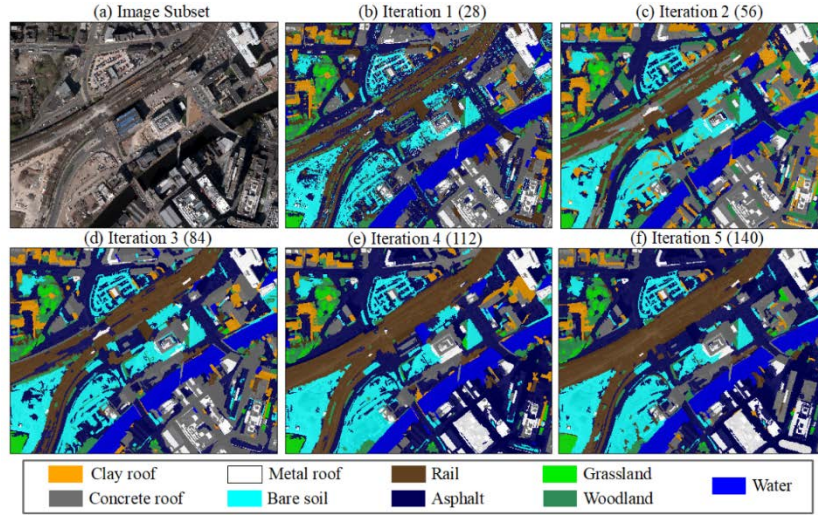 (a) Image Subset
(b) Iteration 1 (28)
(c) Iteration 2 (56)
(d) Iteration 3 (84)
(e) Iteration 4 (112)
(f) Iteration 5 (140)
Clay roof
Metal roof
Rail
Grassland
Water
Concrete roof
Bare soil
Asphalt
Woodland